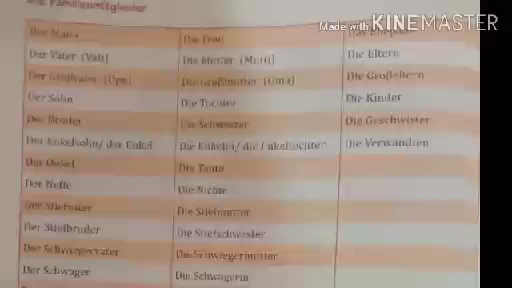 Die Familienmitglieder
Made with KINEMASTER
Der Mann Die Frau
Der Vater (Vati) Die Mutter (Mutti) Die Eltern
Der Großvater (Opa) Die Großmutter (Oma) Die Großeltern
Der Sohn Die Tochter Die Kinder
Der Bruder Die Schwester Die Geschwister
Der Enkelsohn/ der Enkel Die Enkelin/ die Enkeltochter Die Verwandten
Der Onkel Die Tante
Der Neffe Die Nichte
Der Stiefvater Die Stiefmutter
Der Stiefbruder Die Stiefschwester
Der Schwiegervater Die Schwiegermutter
Der Schwager Die Schwägerin